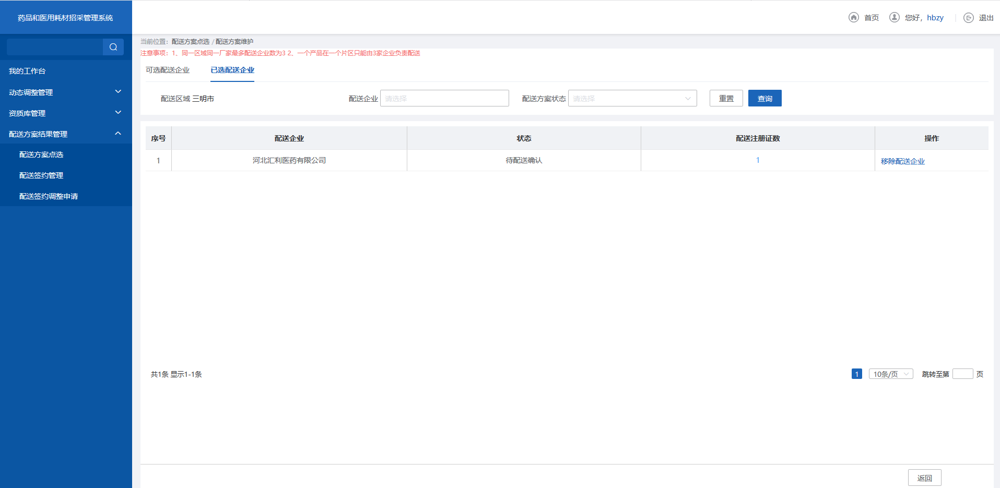 药品和医用耗材招采管理系统
首页 您好，hbzy 退出
当前位置：配送方案点选 / 配送方案维护
注意事项：1、同一区域同一厂家最多配送企业数为3 2、一个产品在一个片区只能由3家企业负责配送
我的工作台
动态调整管理
资质库管理
配送方案结果管理
配送方案点选
配送签约管理
配送签约调整申请
可选配送企业 已选配送企业
配送区域 三明市 配送企业 请选择 配送方案状态 请选择 重置 查询
序号 配送企业 状态 配送注册证数 操作
1 河北汇利医药有限公司 待配送确认 1 移除配送企业
共1条 显示1-1条 1 10条/页 跳转至第 页
返回